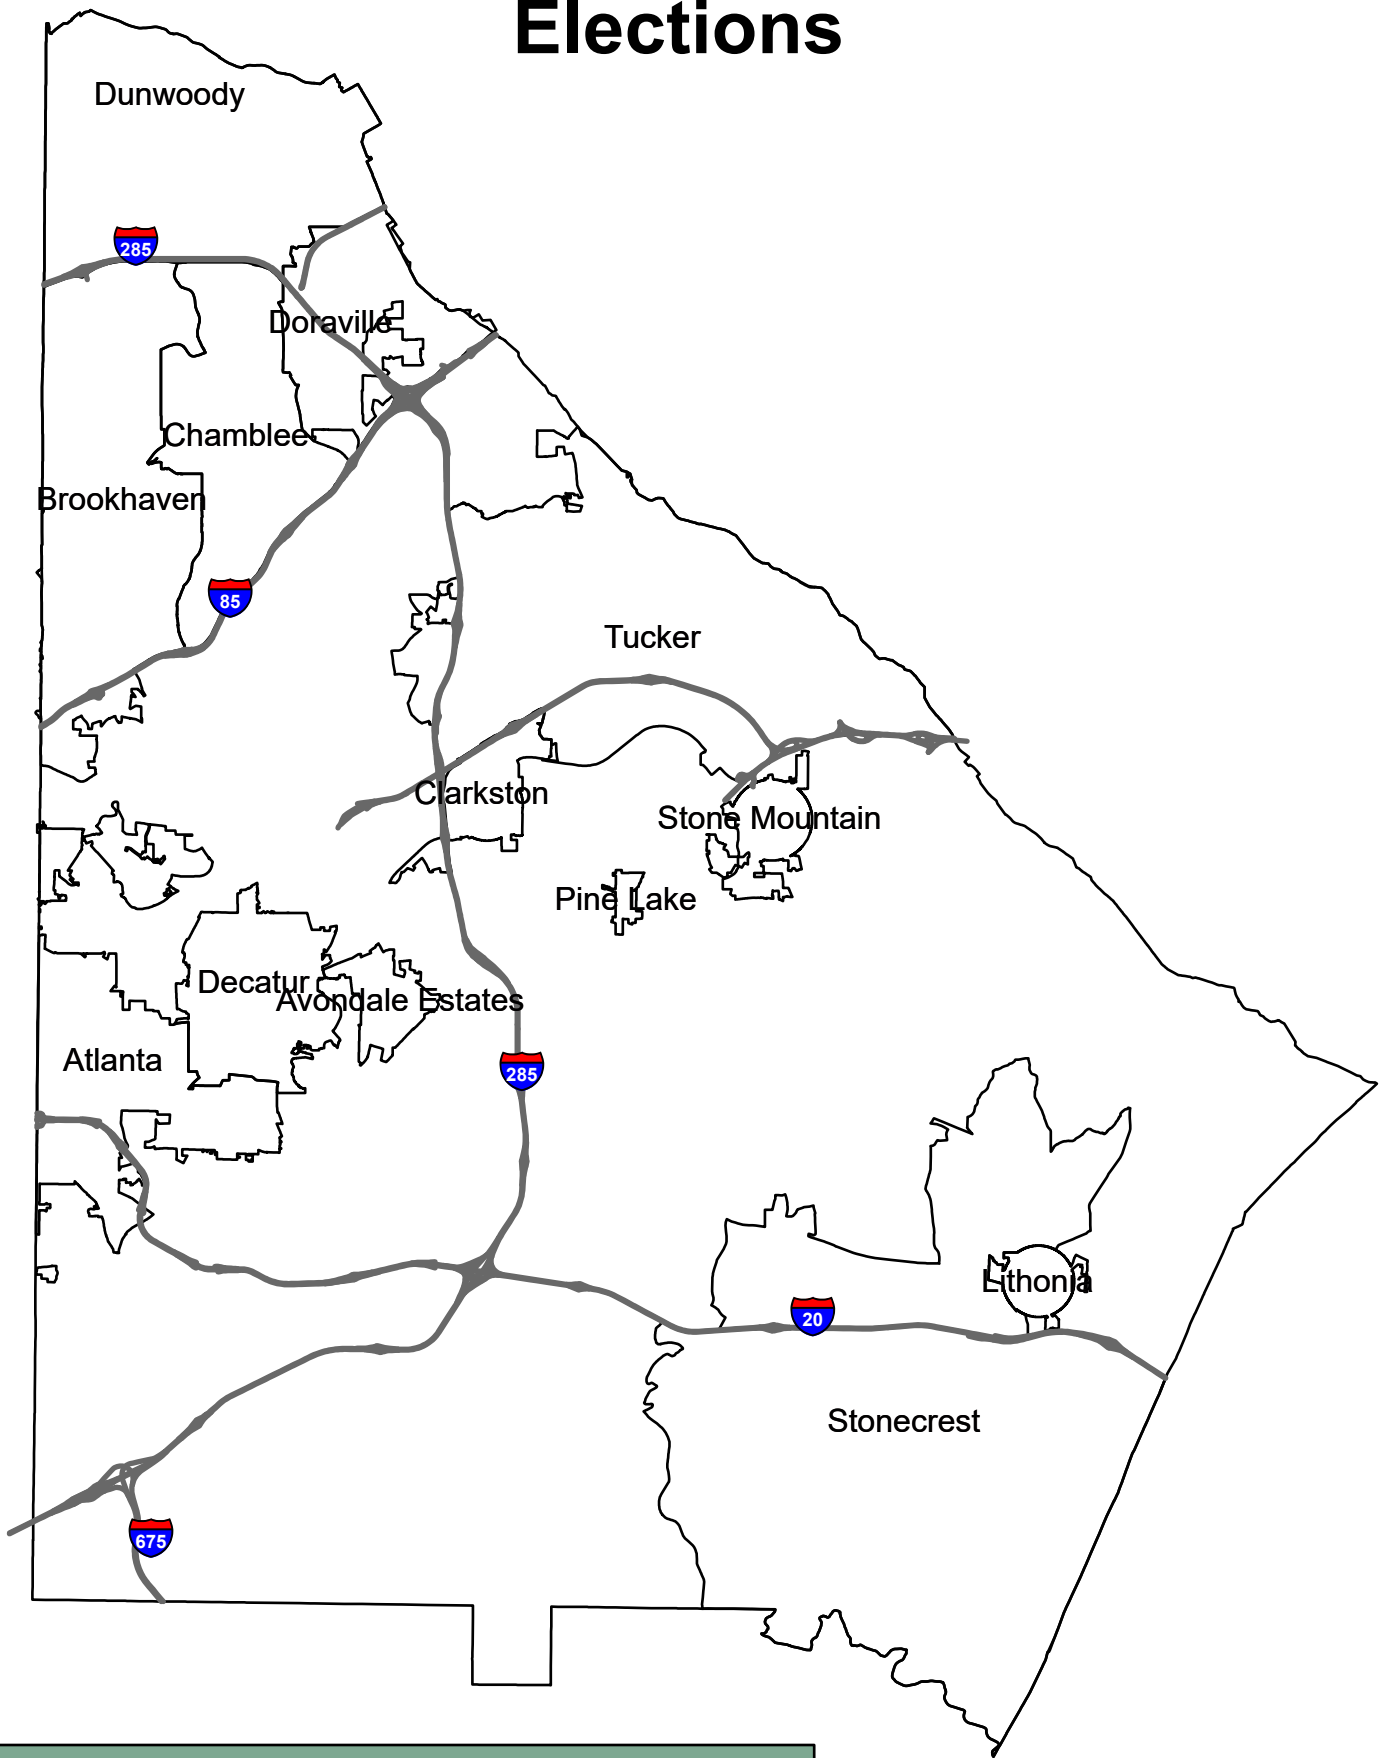 Elections
Dunwoody
285
Doraville
Chamblee
Brookhaven
85
Tucker
Clarkston
Stone Mountain
Pine Lake
Decatur
Avondale Estates
Atlanta
285
Lithonia
20
Stonecrest
675